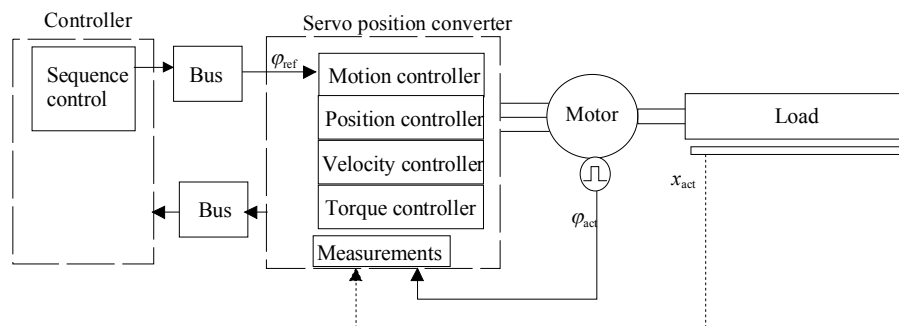 Controller
Servo position converter
Sequence
control
Bus
φref
Motion controller
Position controller
Velocity controller
Torque controller
Measurements
Motor
Load
xact
φact
Bus